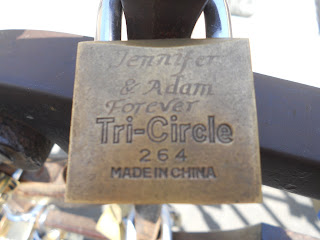 Jennifer
& Adam
Forever
Tri-Circle
264
MADE IN CHINA